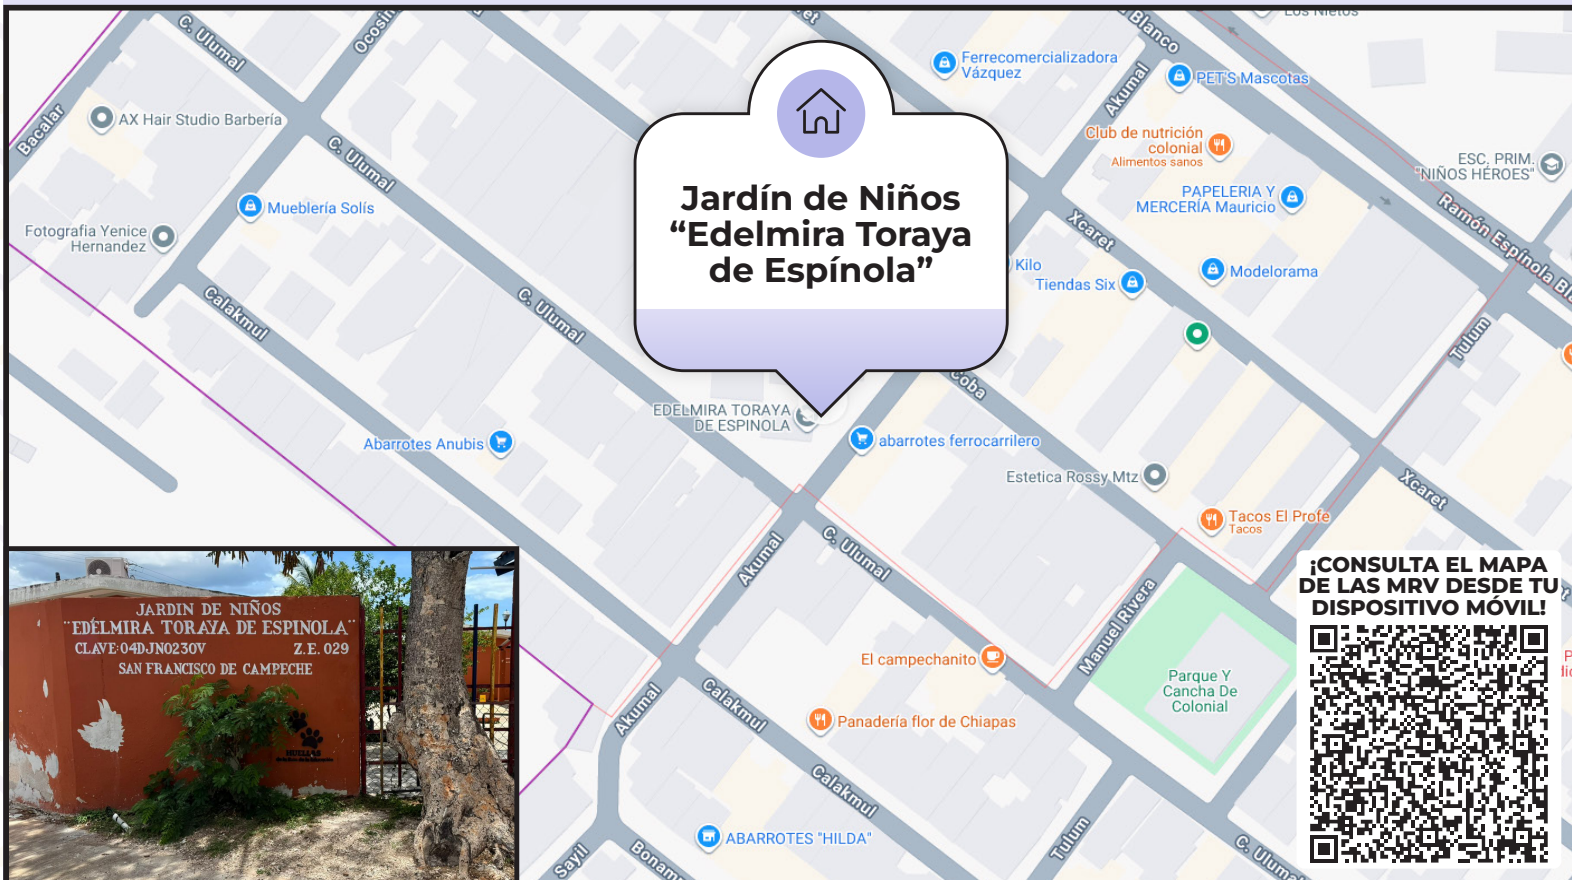 Los Nietos
C. Ulumal
Ferrecomercializadora
Vázquez
Akumal
PET'S Mascotas
Bacalar
AX Hair Studio Barbería
C. Ulumal
Club de nutrición
colonial
Alimentos sanos
ESC. PRIM.
"NIÑOS HÉROES"
Jardín de Niños
“Edelmira Toraya
de Espínola”
Mueblería Solís
PAPELERIA Y
MERCERÍA Mauricio
Xcaret
Ramón Espínola
Fotografia Yenice
Hernandez
Kilo
Tiendas Six
Modelorama
Calakmul
C. Ulumal
Tulum
Coba
EDELMIRA TORAYA
DE ESPINOLA
Abarrotes Anubis
abarrotes ferrocarrilero
Estetica Rossy Mtz
Xcaret
Tacos El Profe
Tacos
Akumal
C. Ulumal
Manuel Rivera
¡CONSULTA EL MAPA
DE LAS MRV DESDE TU
DISPOSITIVO MÓVIL!
JARDIN DE NIÑOS
"EDELMIRA TORAYA DE ESPINOLA"
CLAVE:04DJN0230V Z.E. 029
SAN FRANCISCO DE CAMPECHE
HUELLAS
El campechanito
Parque Y
Cancha De
Colonial
Akumal
Calakmul
Panadería flor de Chiapas
Calakmul
ABARROTES "HILDA"
Sayil
Tulum